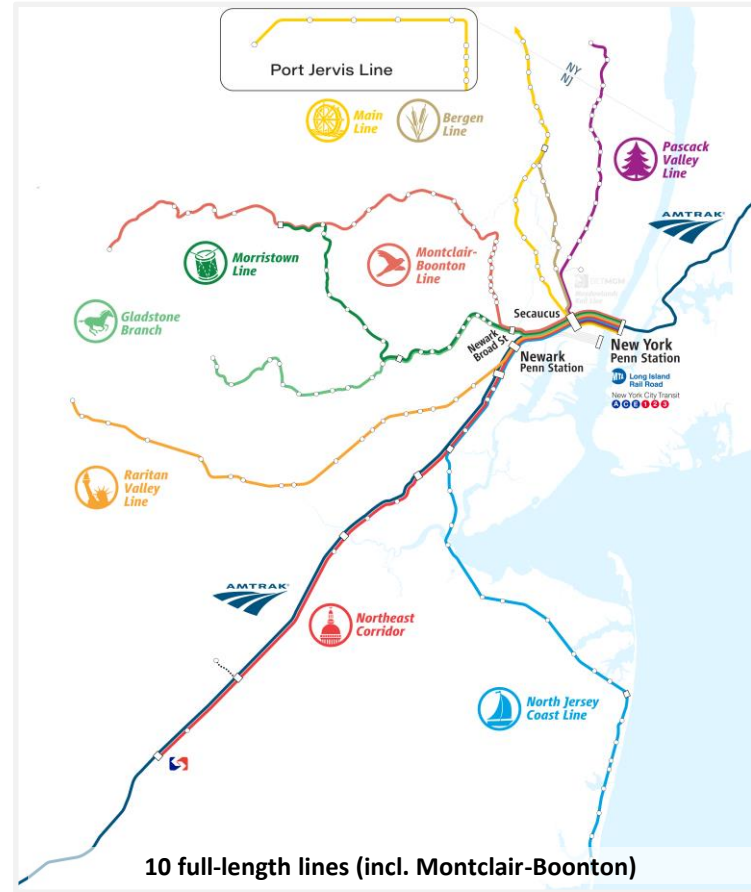 Port Jervis Line
Main
Line
Bergen
Line
NY
NJ
Pascack
Valley
Line
AMTRAK
Morristown
Line
Montclair-
Boonton
Line
Gladstone
Branch
Secaucus
Newark
Broad St
Newark
Penn Station
New York
Penn Station
MTA
Long Island
Rail Road
New York City Transit
A C E 1 2 3
Raritan
Valley
Line
AMTRAK
Northeast
Corridor
North Jersey
Coast Line
10 full-length lines (incl. Montclair-Boonton)